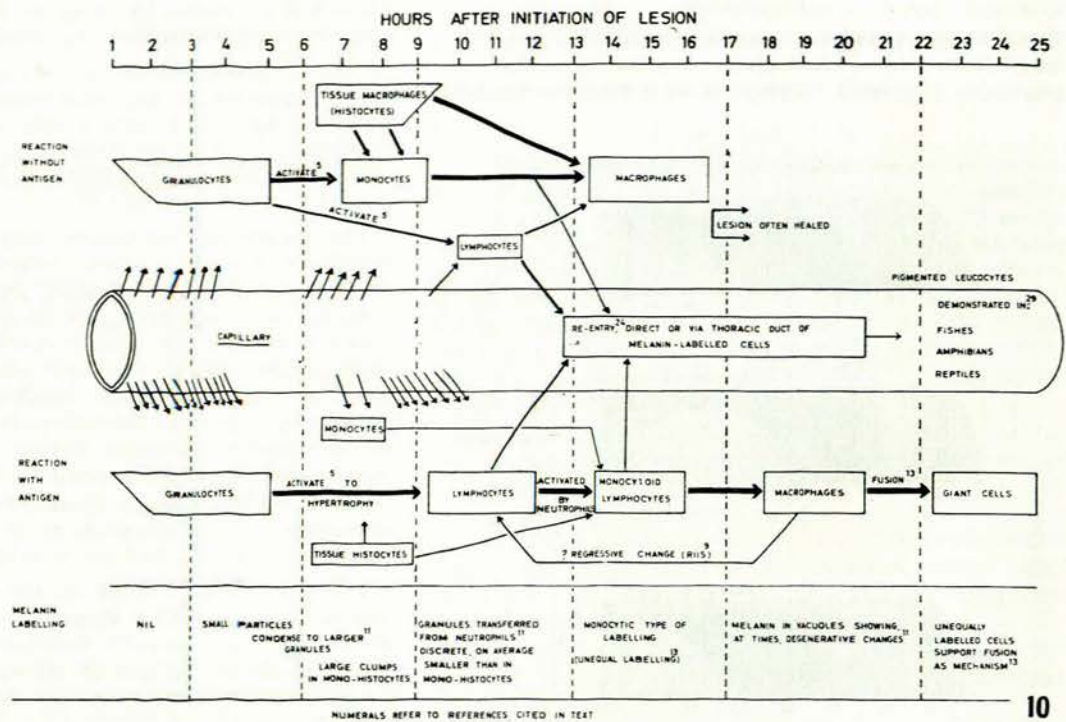 HOURS AFTER INITIATION OF LESION
1 2 3 4 5 6 7 8 9 10 11 12 13 14 15 16 17 18 19 20 21 22 23 24 25
TISSUE MACROPHAGES
(HISTOCYTES)
REACTION
WITHOUT
ANTIGEN
GRANULOCYTES
ACTIVATE 5
MONOCYTES
MACROPHAGES
ACTIVATE 5
LYMPHOCYTES
LESION OFTEN HEALED
PIGMENTED LEUCOCYTES
DEMONSTRATED IN: 29
FISHES
AMPHIBIANS
REPTILES
CAPILLARY
RE-ENTRY, 24 DIRECT OR VIA THORACIC DUCT OF
MELANIN-LABELLED CELLS
MONOCYTES
REACTION
WITH
ANTIGEN
GRANULOCYTES
5
ACTIVATE TO
HYPERTROPHY
LYMPHOCYTES
ACTIVATED
BY
NEUTROPHILS
MONOCYTOID
LYMPHOCYTES
MACROPHAGES
FUSION 13
GIANT CELLS
TISSUE HISTOCYTES
? REGRESSIVE CHANGE (RIIS) 9
MELANIN
LABELLING
NIL
SMALL PARTICLES
CONDENSE TO LARGER 11
GRANULES
LARGE CLUMPS
IN MONO-HISTOCYTES
GRANULES TRANSFERRED
FROM NEUTROPHILS 11
DISCRETE, ON AVERAGE
SMALLER THAN IN
MONO-HISTOCYTES
MONOCYTIC TYPE OF
LABELLING
(UNEQUAL LABELLING) 13
MELANIN IN VACUOLES SHOWING,
AT TIMES, DEGENERATIVE CHANGES 11
UNEQUALLY
LABELLED CELLS
SUPPORT FUSION
AS MECHANISM 13
NUMERALS REFER TO REFERENCES CITED IN TEXT
10